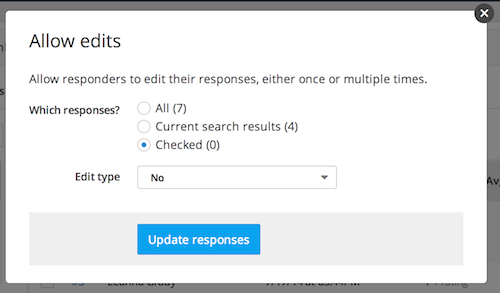 Allow edits
Allow responders to edit their responses, either once or multiple times.
Which responses?
All (7)
Current search results (4)
Checked (0)
Edit type
No
Update responses